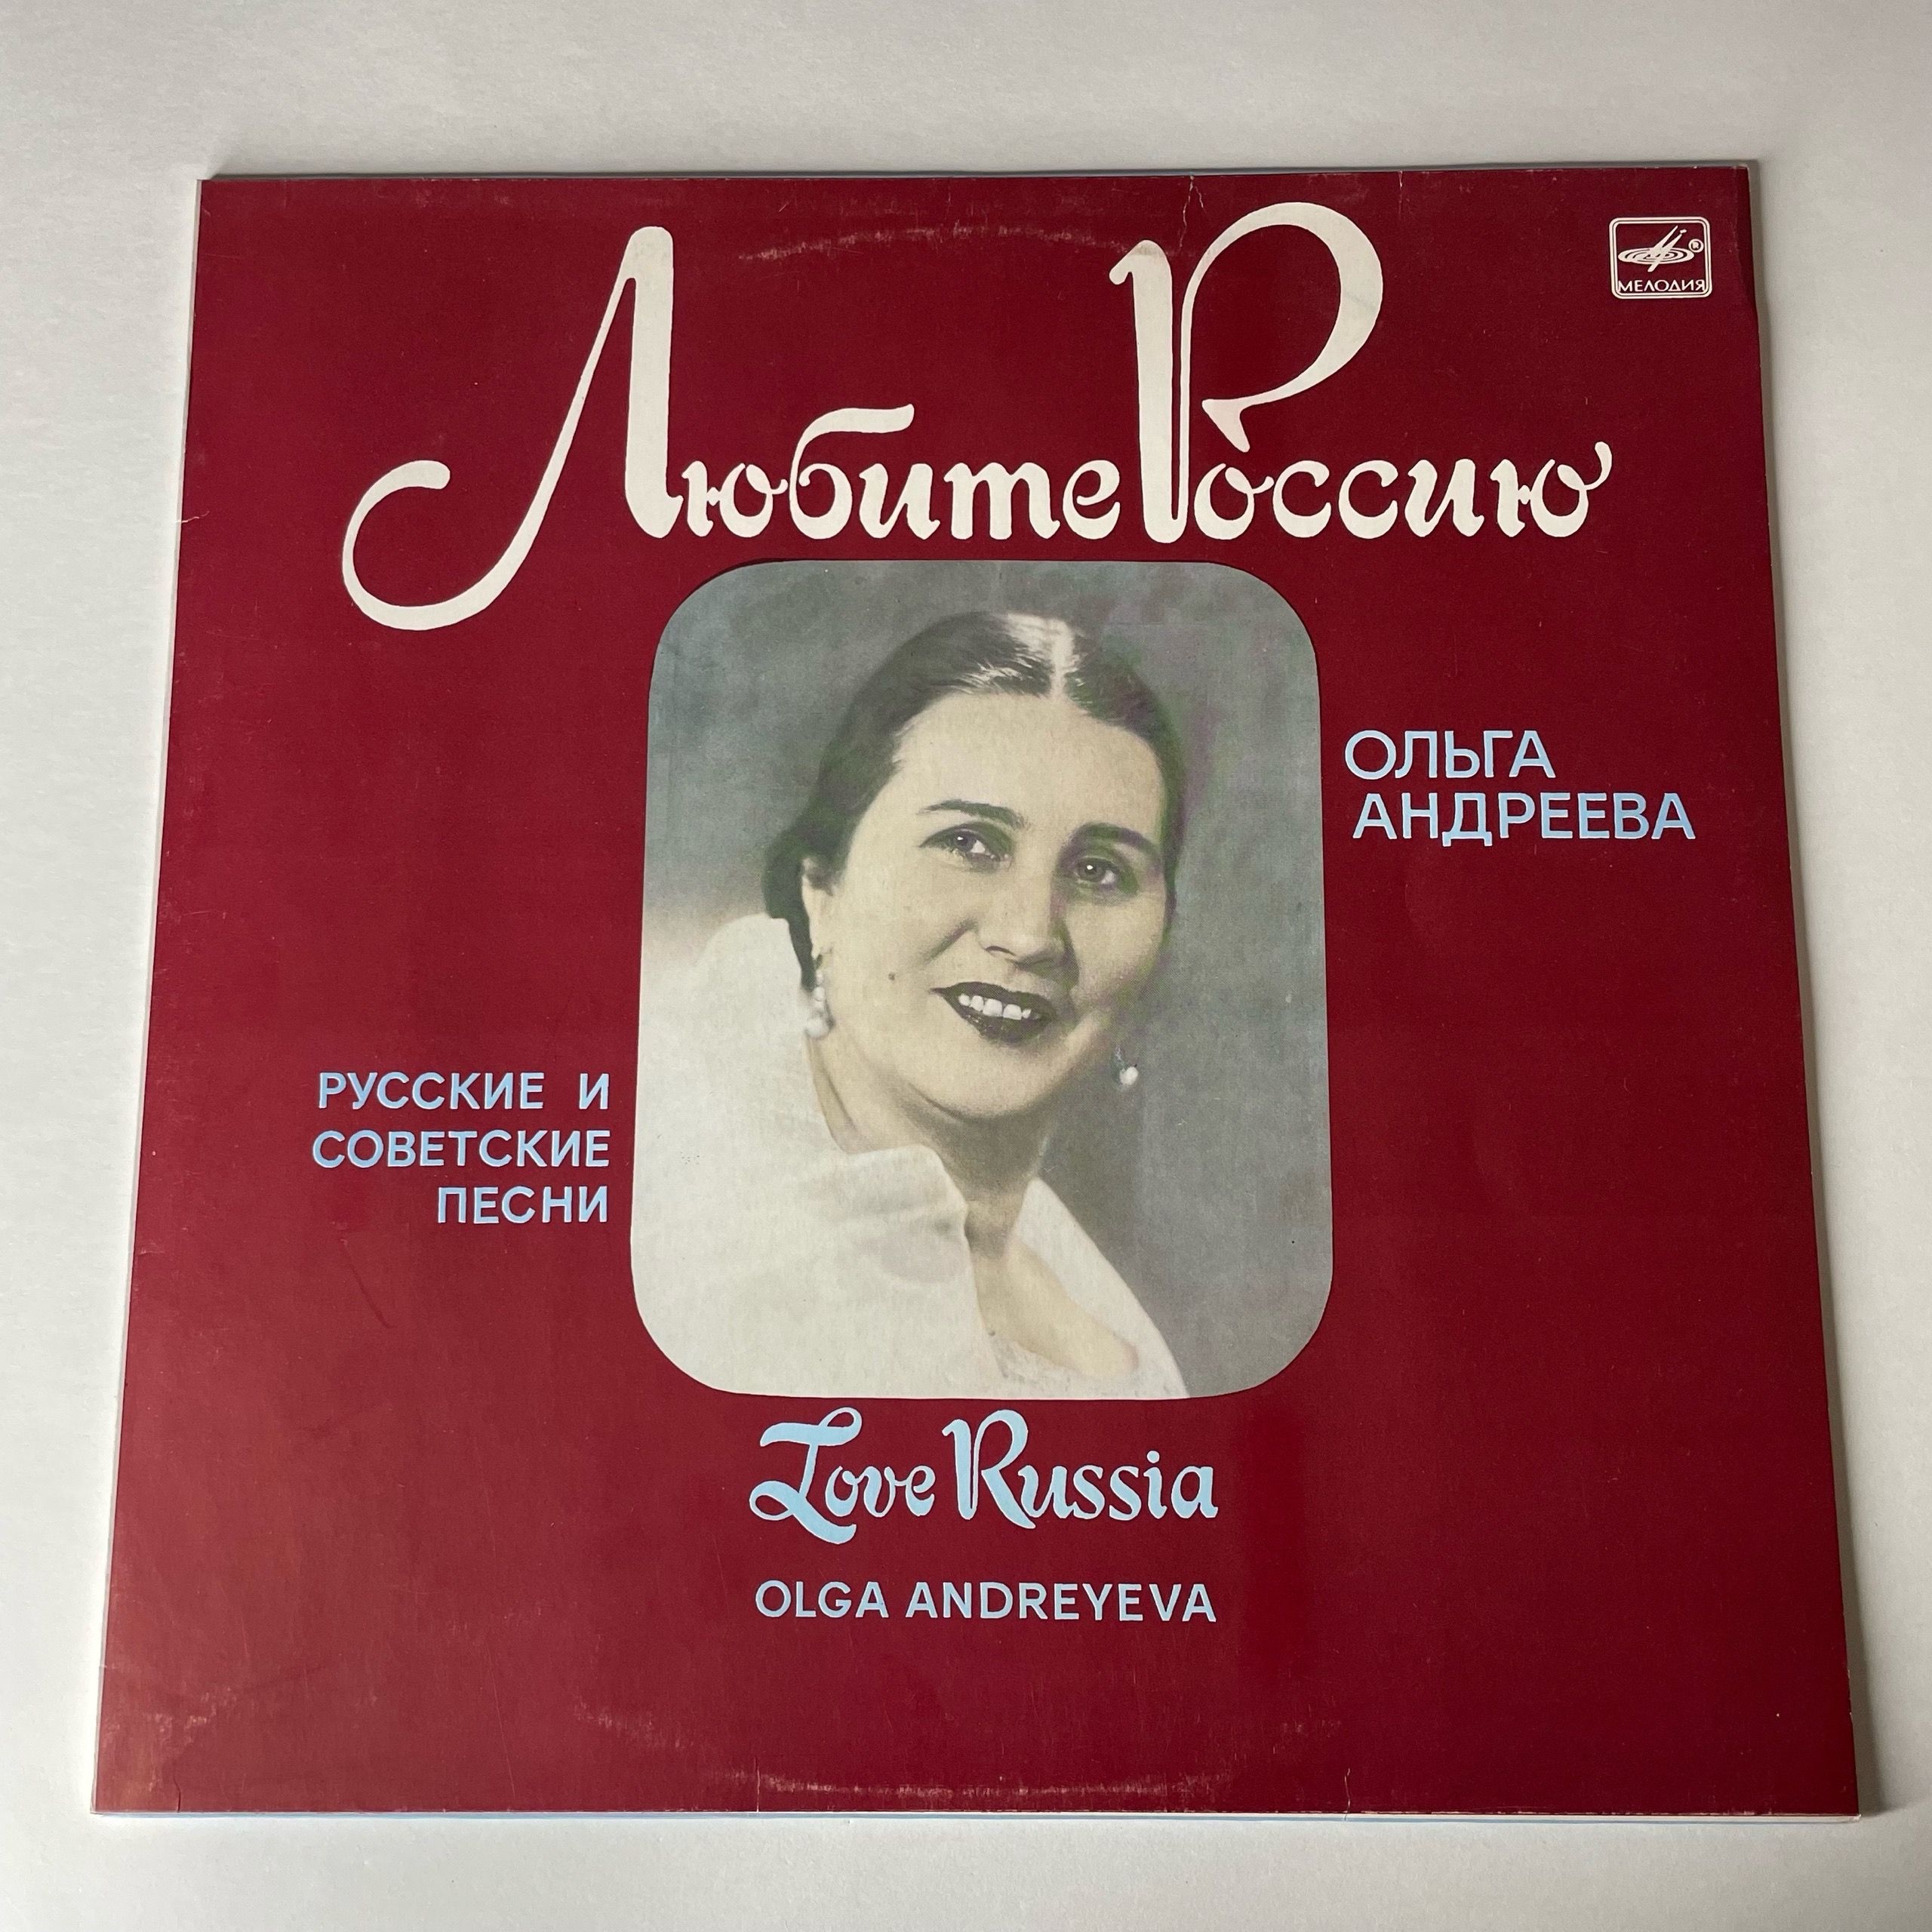 Любите Россию
МЕЛОДИЯ
ОЛЬГА
АНДРЕЕВА
РУССКИЕ И
СОВЕТСКИЕ
ПЕСНИ
Love Russia
OLGA ANDREYEVA